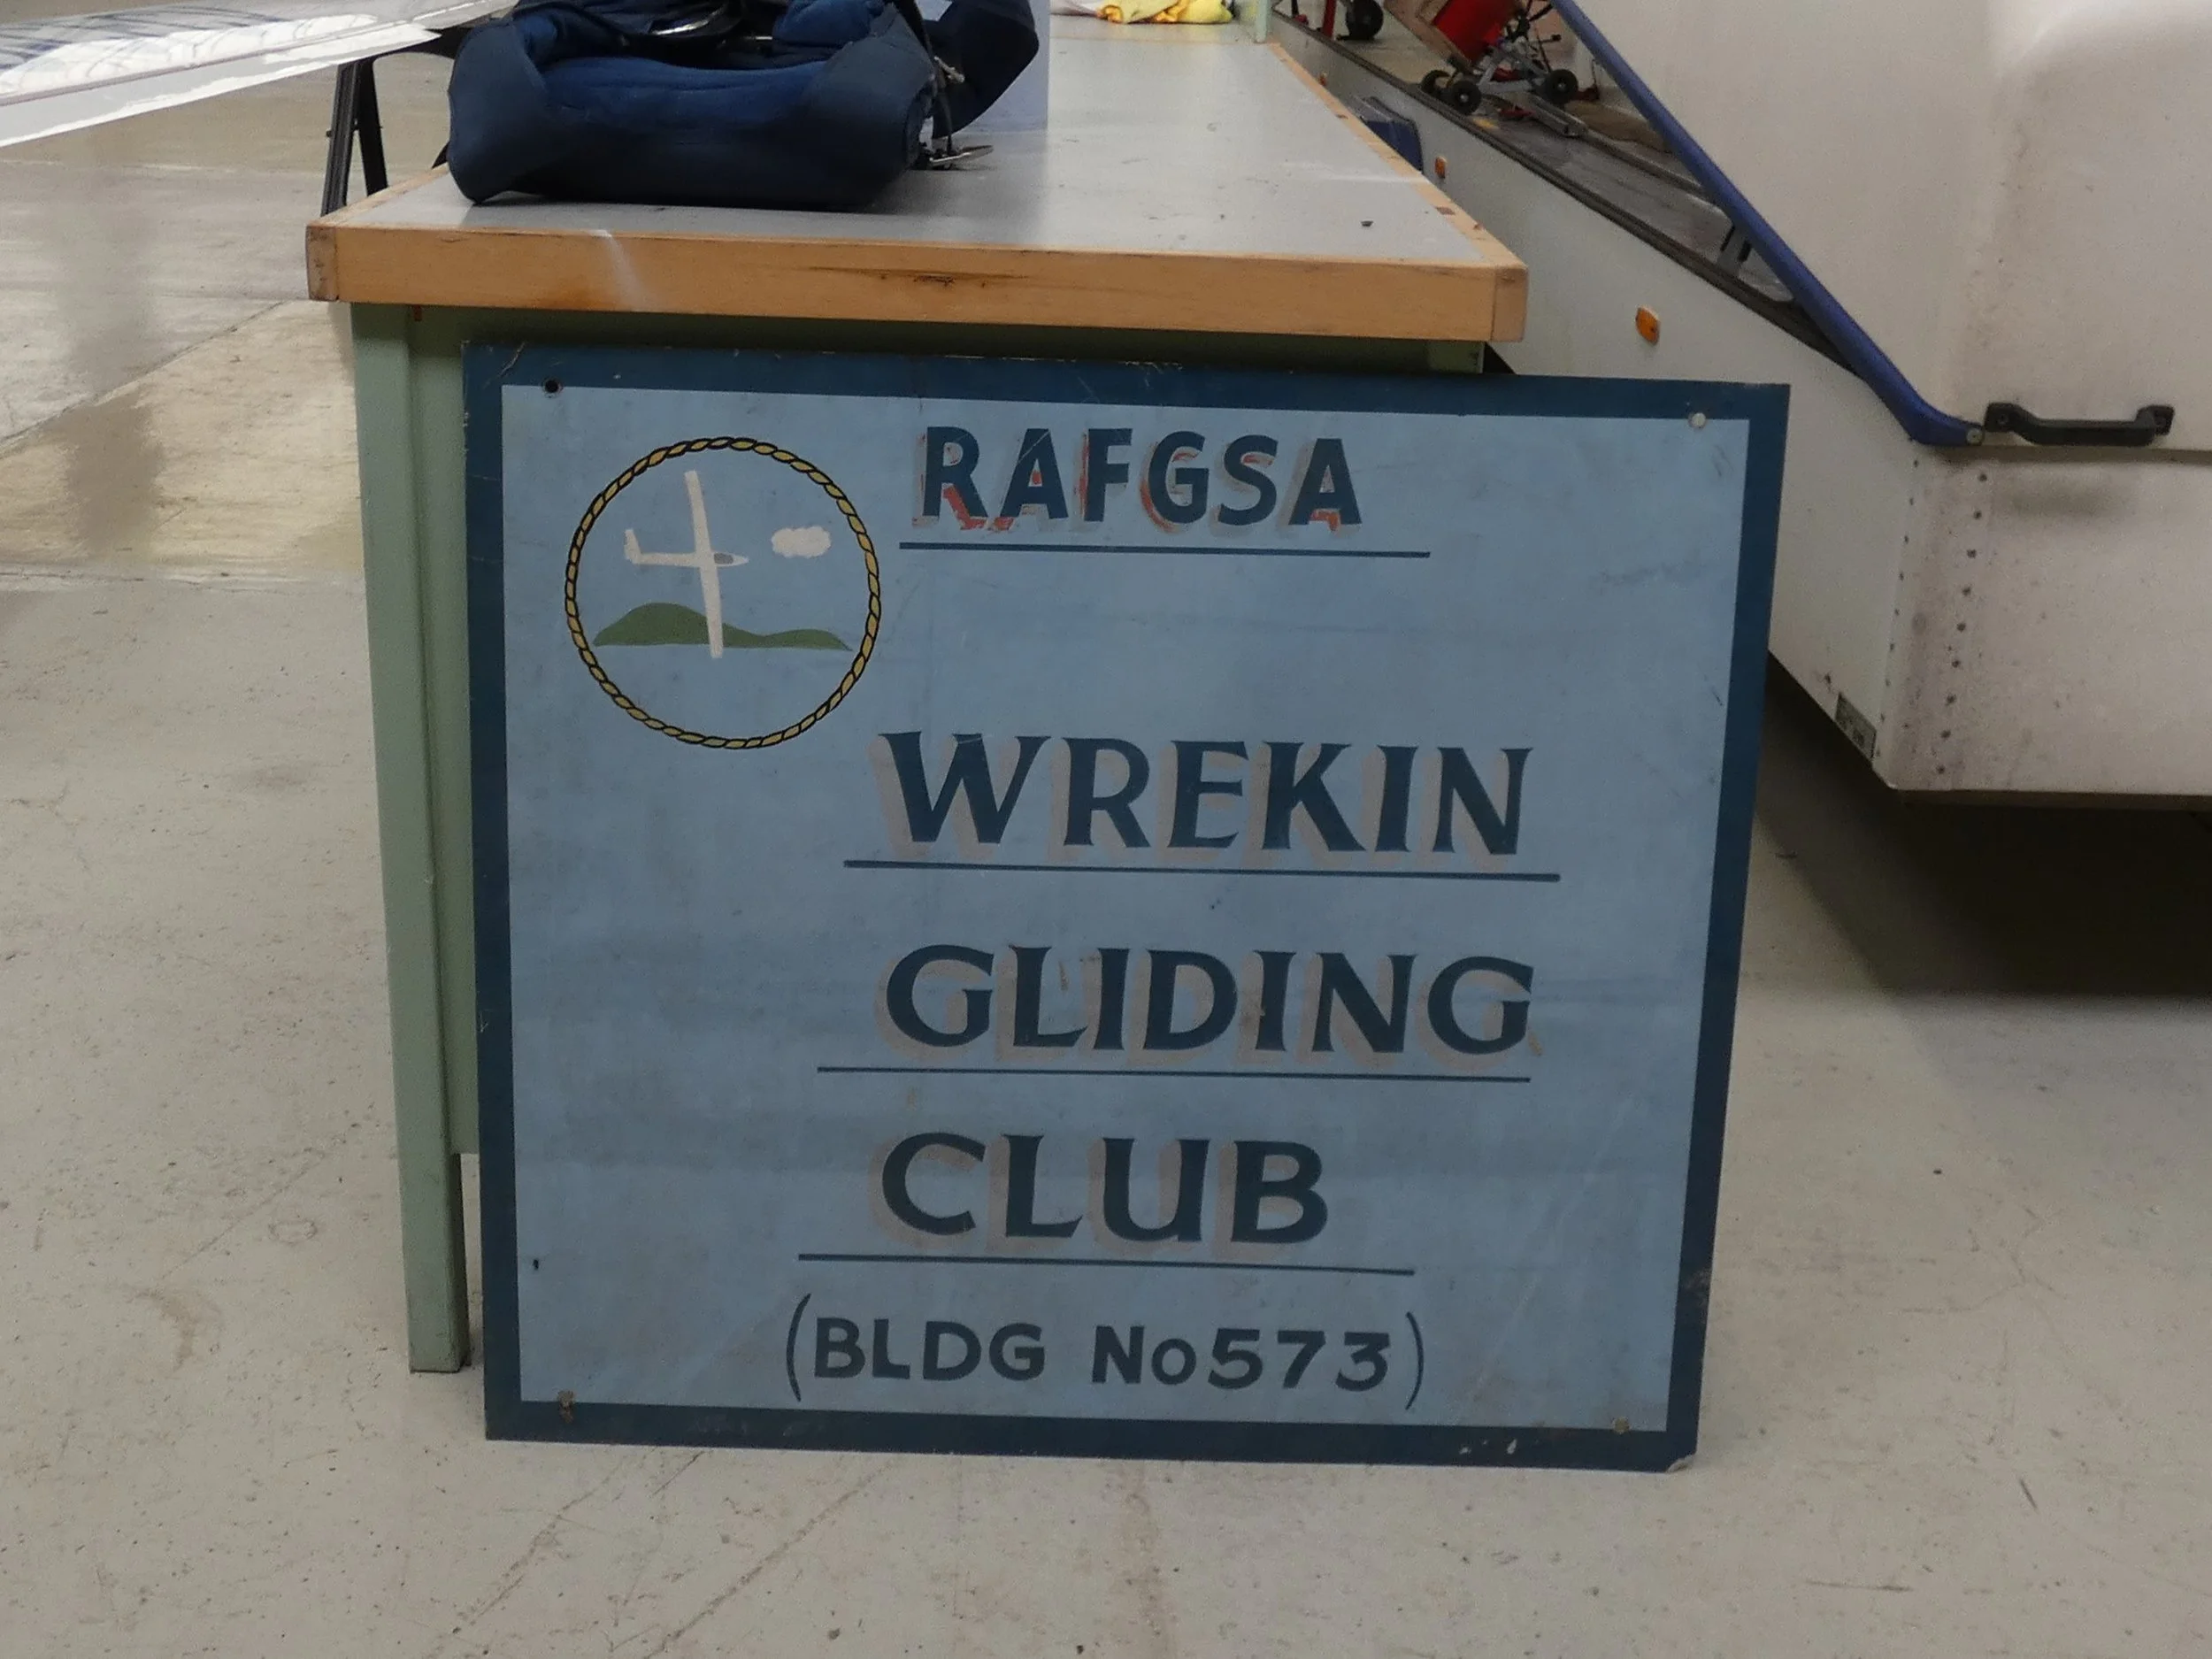 RAFGSA
WREKIN
GLIDING
CLUB
(BLDG No573)